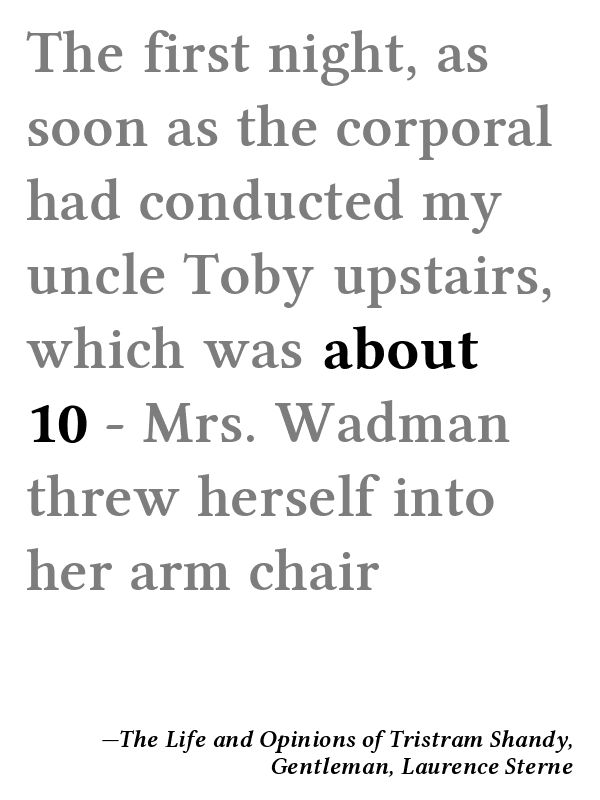 The first night, as
soon as the corporal
had conducted my
uncle Toby upstairs,
which was about
10 - Mrs. Wadman
threw herself into
her arm chair
—The Life and Opinions of Tristram Shandy,
Gentleman, Laurence Sterne